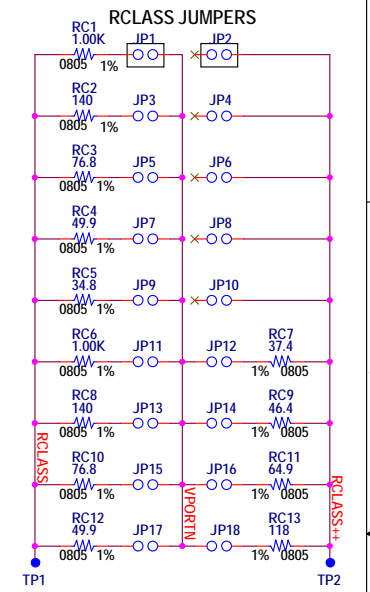 RCLASS JUMPERS
RC1
1.00K
JP1
JP2
0805
1%
RC2
140
JP3
JP4
0805
1%
RC3
76.8
JP5
JP6
0805
1%
RC4
49.9
JP7
JP8
0805
1%
RC5
34.8
JP9
JP10
0805
1%
RC6
1.00K
JP11
JP12
RC7
37.4
0805
1%
1%
0805
RC8
140
JP13
JP14
RC9
46.4
0805
1%
1%
0805
RCLASS
RC10
76.8
JP15
JP16
RC11
64.9
0805
1%
1%
0805
VPORTN
RCLASS++
RC12
49.9
JP17
JP18
RC13
118
0805
1%
1%
0805
TP1
TP2